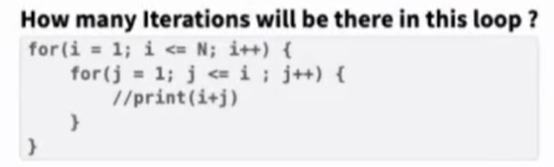 How many Iterations will be there in this loop ?
for(i = 1; i <= N; i++) {
    for(j = 1; j <= i ; j++) {
        //print(i+j)
    }
}